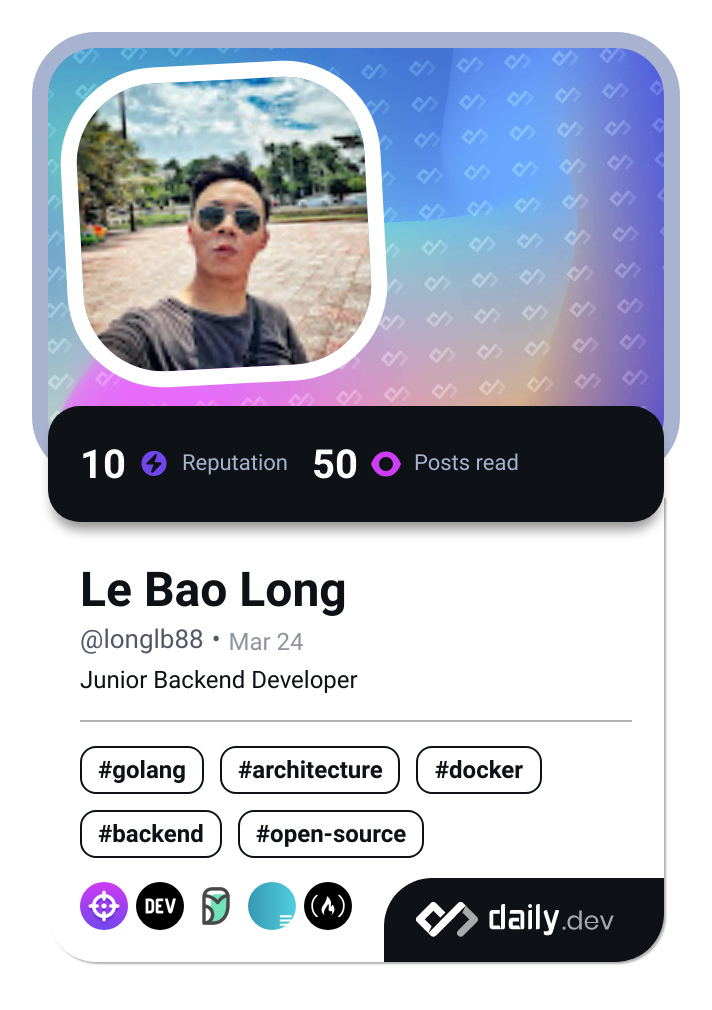 10 Reputation 50 Posts read
Le Bao Long
@longlb88 • Mar 24
Junior Backend Developer
#golang #architecture #docker
#backend #open-source
DEV
daily.dev